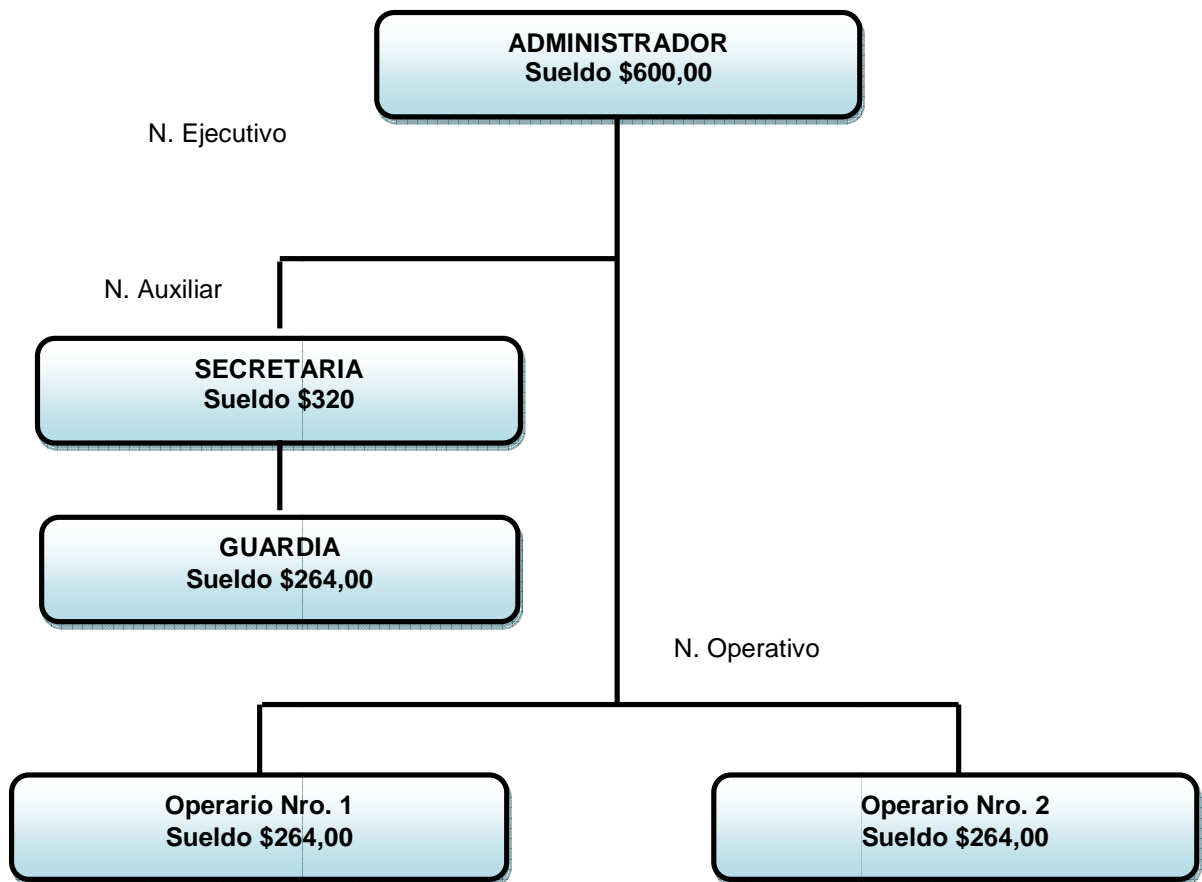 ADMINISTRADOR
Sueldo $600,00
N. Ejecutivo
N. Auxiliar
SECRETARIA
Sueldo $320
GUARDIA
Sueldo $264,00
N. Operativo
Operario Nro. 1
Sueldo $264,00
Operario Nro. 2
Sueldo $264,00